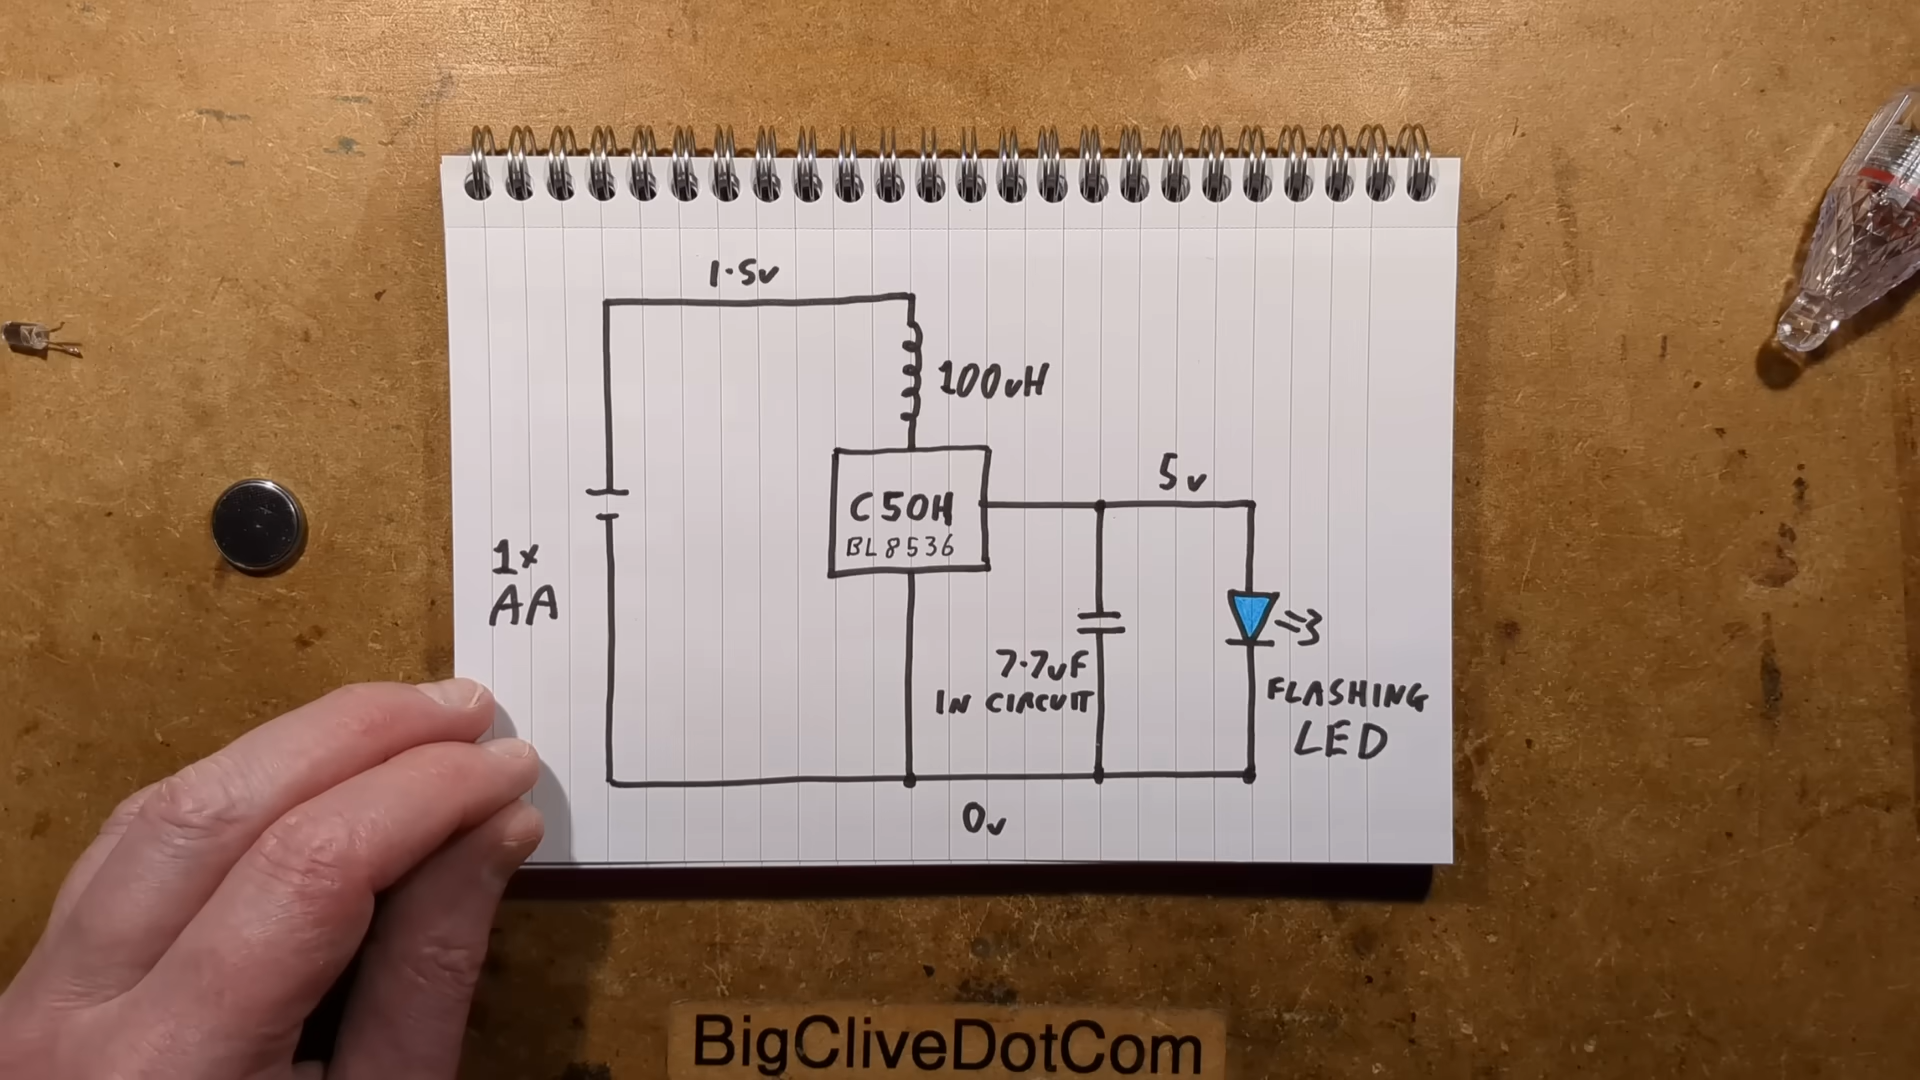 1.5v
100uH
5v
C50H
BL8536
1x
AA
7.7uF
IN CIRCUIT
FLASHING
LED
0v
BigCliveDotCom